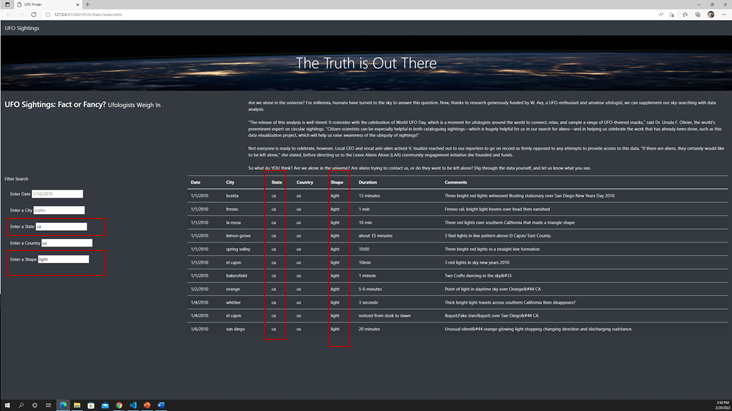 UFO Finder
127.0.0.1:5500/UFOS/static/index.html
UFO Sightings
The Truth is Out There
UFO Sightings: Fact or Fancy? Ufologists Weigh In
Are we alone in the universe? For millennia, humans have turned to the sky to answer this question. Now, thanks to research generously funded by W. Avy, a UFO-enthusiast and amateur ufologist, we can supplement our sky-searching with data
analysis.
"The release of this analysis is well-timed: It coincides with the celebration of World UFO Day, which is a moment for ufologists around the world to connect, relax, and sample a range of UFO-themed snacks," said Dr. Ursula F. Olivier, the world's
preeminent expert on circular sightings. "Citizen-scientists can be especially helpful in both cataloguing sightings—which is hugely helpful for us in our search for aliens—and in helping us celebrate the work that has already been done, such as this
data visualization project, which will help us raise awareness of the ubiquity of sightings!"
Not everyone is ready to celebrate, however. Local CEO and vocal anti-alien activist V. Isualize reached out to our reporters to go on record as firmly opposed to any attempts to provide access to this data. "If there are aliens, they certainly would like
to be left alone," she stated, before directing us to the Leave Aliens Alone (LAA) community engagement initiative she founded and funds.
So what do YOU think? Are we alone in the universe? Are aliens trying to contact us, or do they want to be left alone? Dig through the data yourself, and let us know what you see.
Filter Search
Enter Date 1/10/2010
Enter a City
Enter a State ca
Enter a Country us
Enter a Shape light
Date City State Country Shape Duration Comments
1/1/2010 bonita ca us light 13 minutes Three bright red lights witnessed floating stationary over San Diego New Years Day 2010
1/1/2010 fresno ca us light 1 min Fresno cal. bright light hovers over head then vanished
1/1/2010 la mesa ca us light 10 min Three red lights over southern California that made a triangle shape
1/1/2010 lemon grove ca us light about 15 minutes 3 Red lights in line pattern above El Cajon/ East County.
1/1/2010 spring valley ca us light 10:00 Three bright red lights in a straight line formation
1/1/2010 el cajon ca us light 10min 3 red lights in sky new years 2010
1/1/2010 bakersfield ca us light 1 minute Two Crafts dancing in the sky&#33
1/2/2010 orange ca us light 5-6 minutes Point of light in daytime sky over Orange&#44 CA
1/4/2010 whittier ca us light 3 seconds Thick bright light travels across southern California then disappears?
1/4/2010 el cajon ca us light noticed from dusk to dawn &quot;Fake stars&quot; over San Diego&#44 CA
1/6/2010 san diego ca us light 20 minutes Unusual silent&#44 orange glowing light stopping changing direction and discharging substance.
3:50 PM
2/20/2022